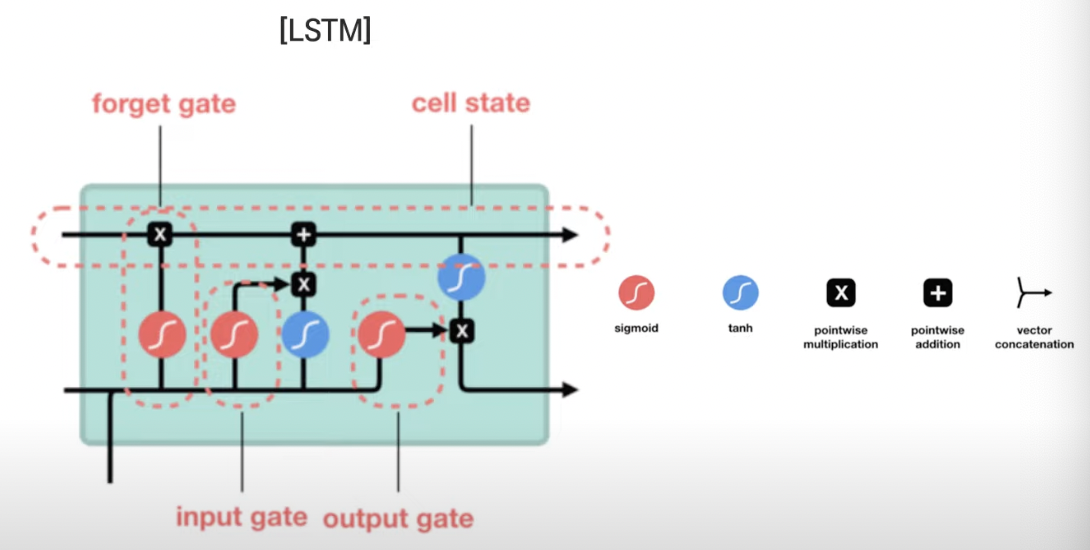 [LSTM]
forget gate
cell state
X
+
X
X
input gate
output gate
X
+
sigmoid
tanh
pointwise
multiplication
pointwise
addition
vector
concatenation